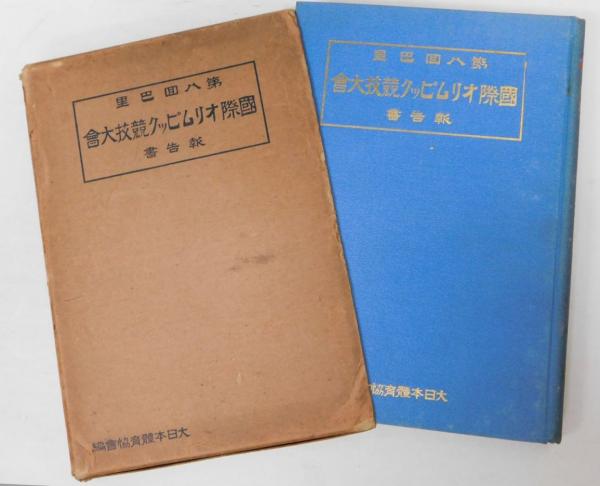 第八回巴里
國際オリムピック競技大會
報告書
大日本體育協會編
第八回巴里
國際オリムピック競技大會
報告書
大日本體育協